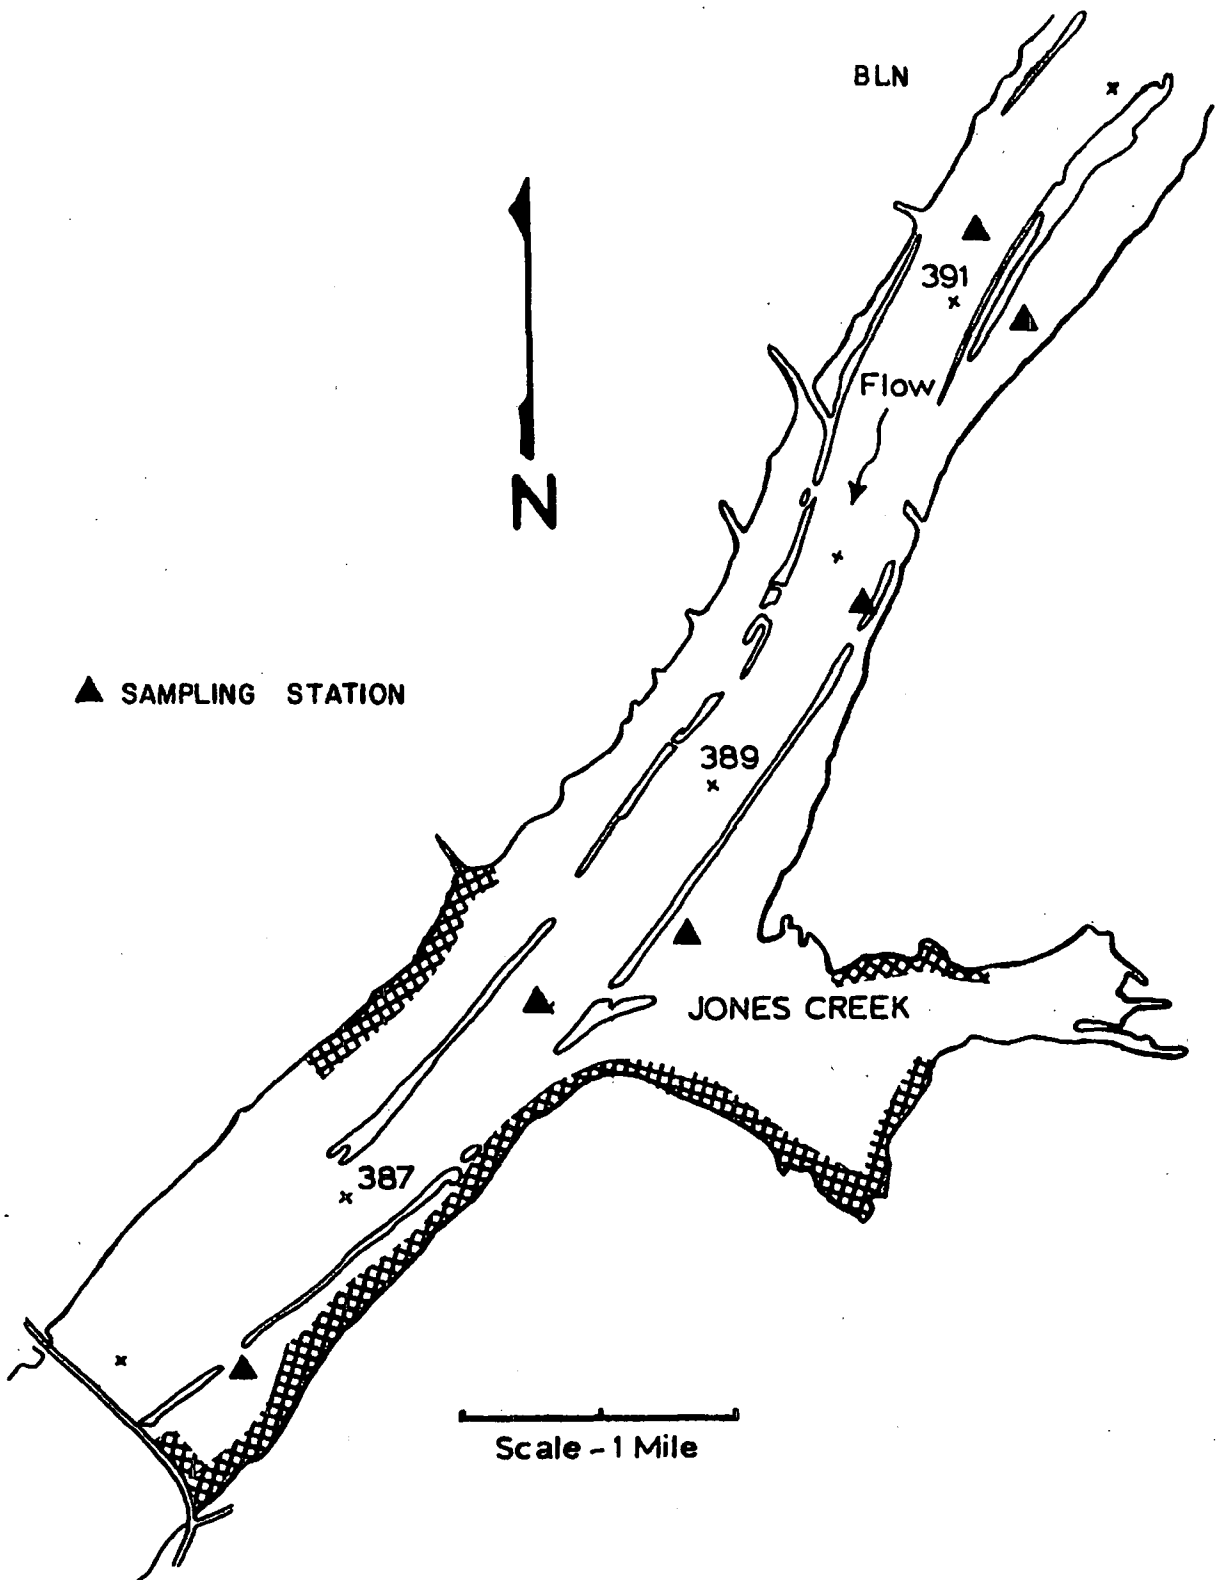 BLN
391
Flow
N
▲ SAMPLING STATION
389
JONES CREEK
387
Scale - 1 Mile